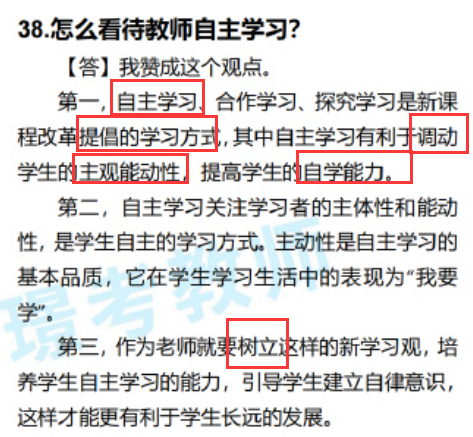 38.怎么看待教师自主学习?
【答】我赞成这个观点。
第一，自主学习、合作学习、探究学习是新课
程改革提倡的学习方式,其中自主学习有利于调动
学生的主观能动性，提高学生的自学能力。
第二，自主学习关注学习者的主体性和能动
性，是学生自主的学习方式。主动性是自主学习的
基本品质，它在学生学习生活中的表现为“我要
学”。
第三，作为老师就要树立这样的新学习观，培
养学生自主学习的能力，引导学生建立自律意识，
这样才能更有利于学生长远的发展。
瑞考教师